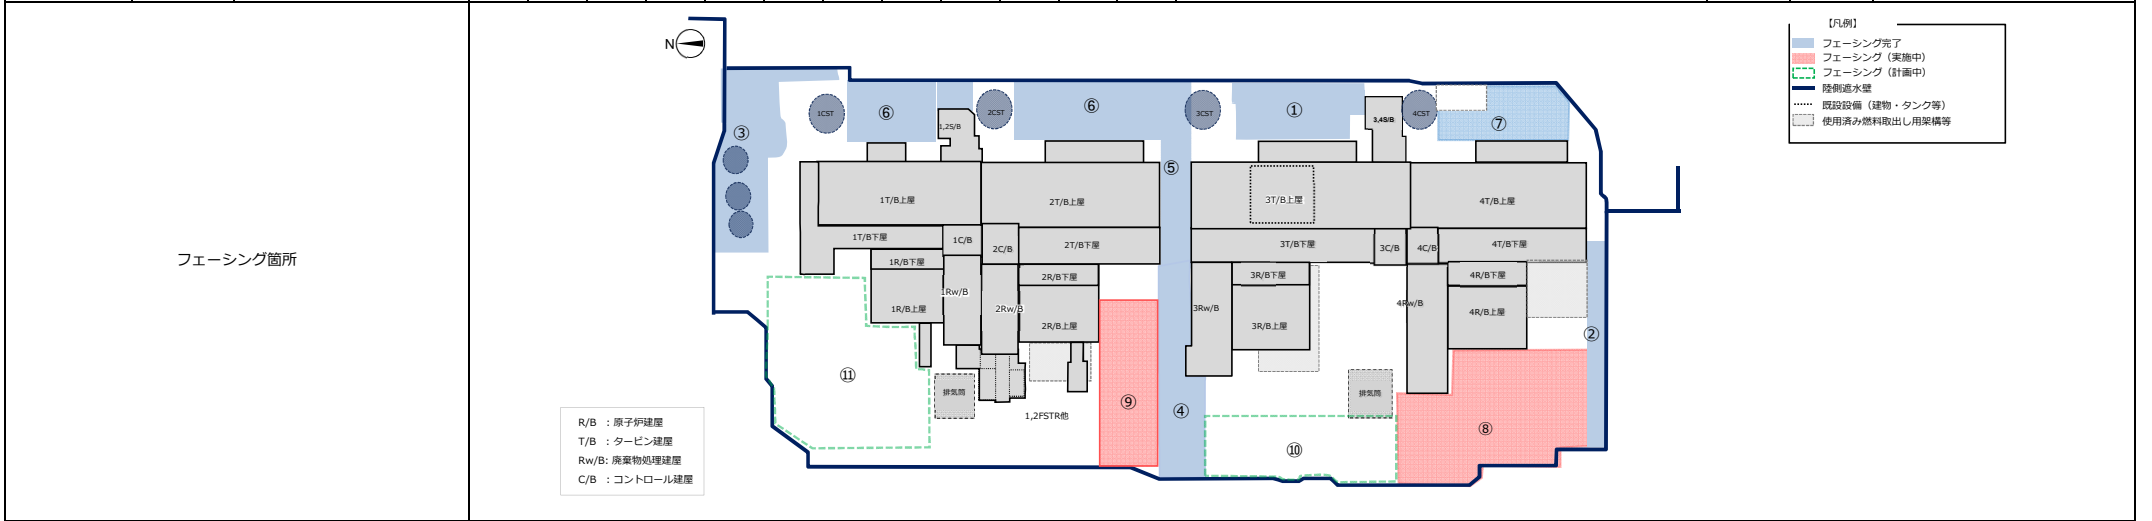 フェーシング箇所
N
【凡例】
フェーシング完了
フェーシング（実施中）
フェーシング（計画中）
陸側遮水壁
既設設備（建物・タンク等）
使用済み燃料取出し用架構等
③
1CST
⑥
1,2S/B
2CST
⑥
3CST
①
3,4S/B
4CST
⑦
⑤
1T/B上屋
2T/B上屋
3T/B上屋
4T/B上屋
1T/B下屋
1C/B
2C/B
2T/B下屋
3T/B下屋
3C/B
4C/B
4T/B下屋
1R/B下屋
2R/B下屋
3R/B下屋
4R/B下屋
1Rw/B
1R/B上屋
2Rw/B
2R/B上屋
3Rw/B
3R/B上屋
4Rw/B
4R/B上屋
②
⑪
排気筒
1,2FSTR他
⑨
④
排気筒
⑩
⑧
R/B ：原子炉建屋
T/B ：タービン建屋
Rw/B: 廃棄物処理建屋
C/B ：コントロール建屋